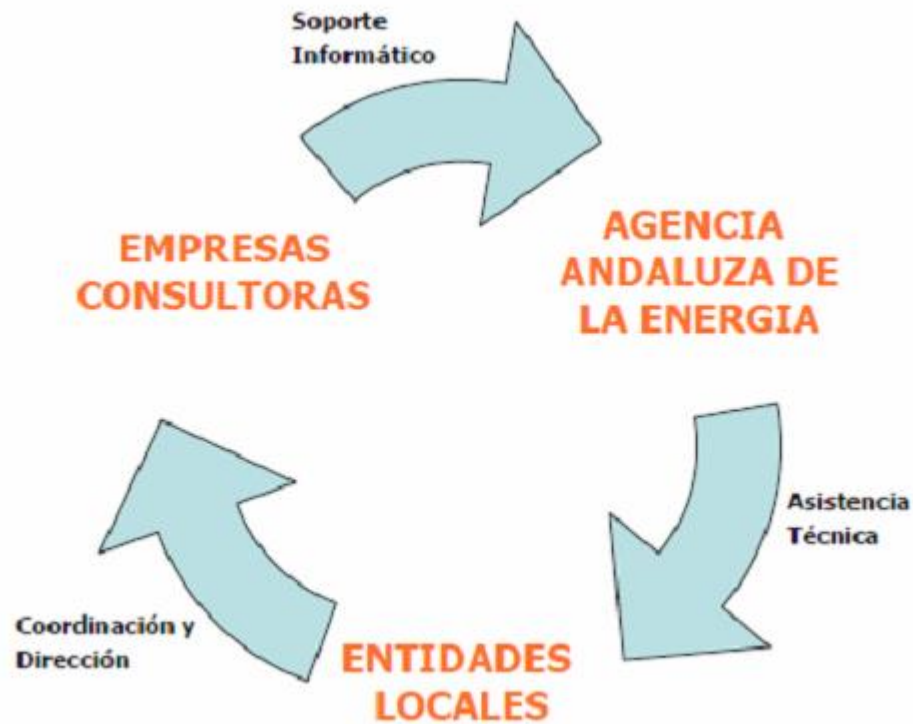 Soporte
Informático
EMPRESAS
CONSULTORAS
AGENCIA
ANDALUZA DE
LA ENERGIA
Asistencia
Técnica
Coordinación y
Dirección
ENTIDADES
LOCALES